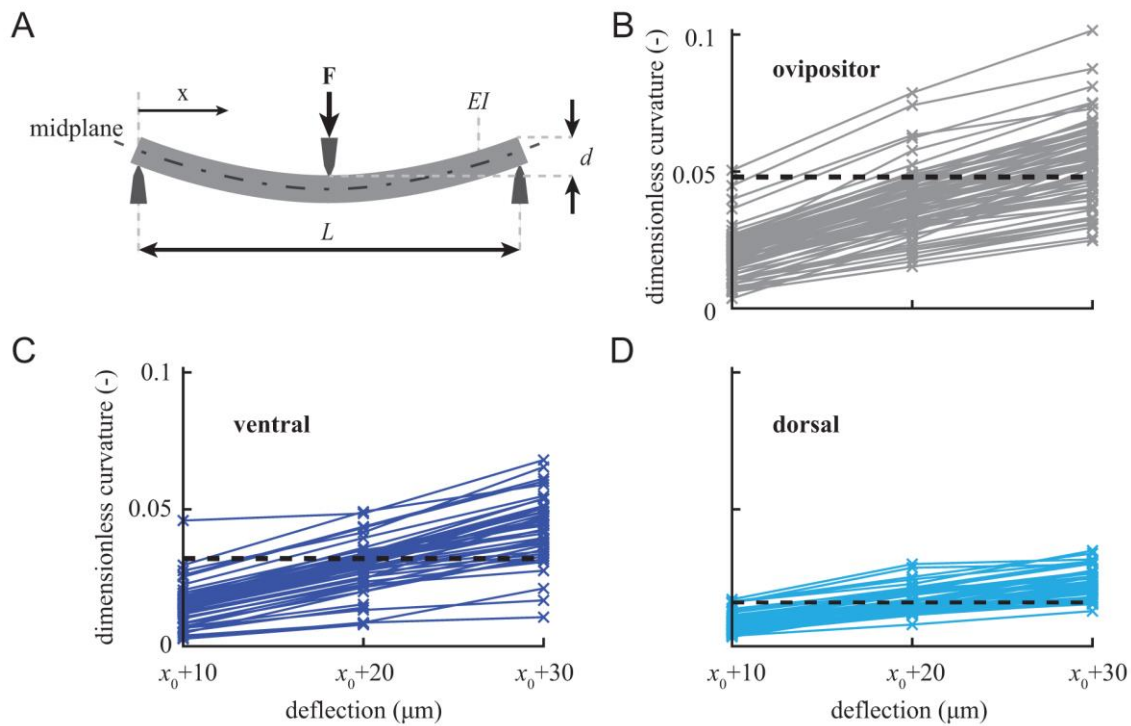 A
F
x
EI
midplane
d
L
B
dimensionless curvature (-)
0.1
0.05
0
ovipositor
C
dimensionless curvature (-)
0.1
0.05
0
ventral
x₀+10
x₀+20
x₀+30
deflection (μm)
D
dorsal
x₀+10
x₀+20
x₀+30
deflection (μm)